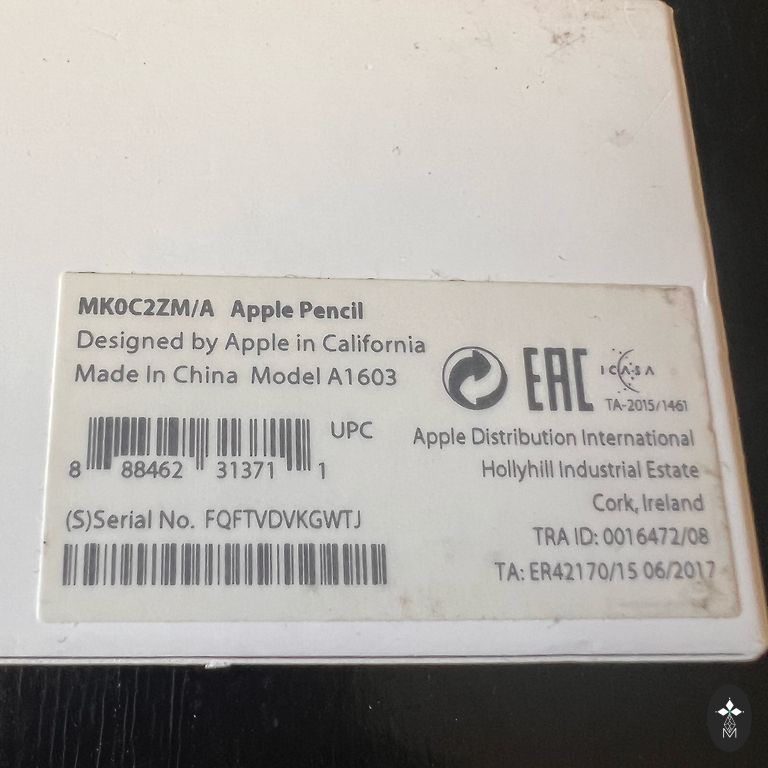 MK0C2ZM/A Apple Pencil
Designed by Apple in California
Made In China Model A1603
EAC
ICASA
TA-2015/1461
UPC
8 88462 31371 1
Apple Distribution International
Hollyhill Industrial Estate
Cork, Ireland
(S)Serial No. FQFTVDVKGWTJ
TRA ID: 0016472/08
TA: ER42170/15 06/2017
M